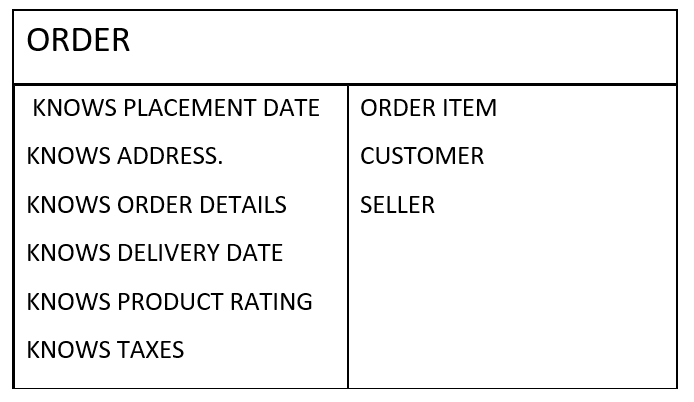 ORDER
KNOWS PLACEMENT DATE
KNOWS ADDRESS.
KNOWS ORDER DETAILS
KNOWS DELIVERY DATE
KNOWS PRODUCT RATING
KNOWS TAXES
ORDER ITEM
CUSTOMER
SELLER